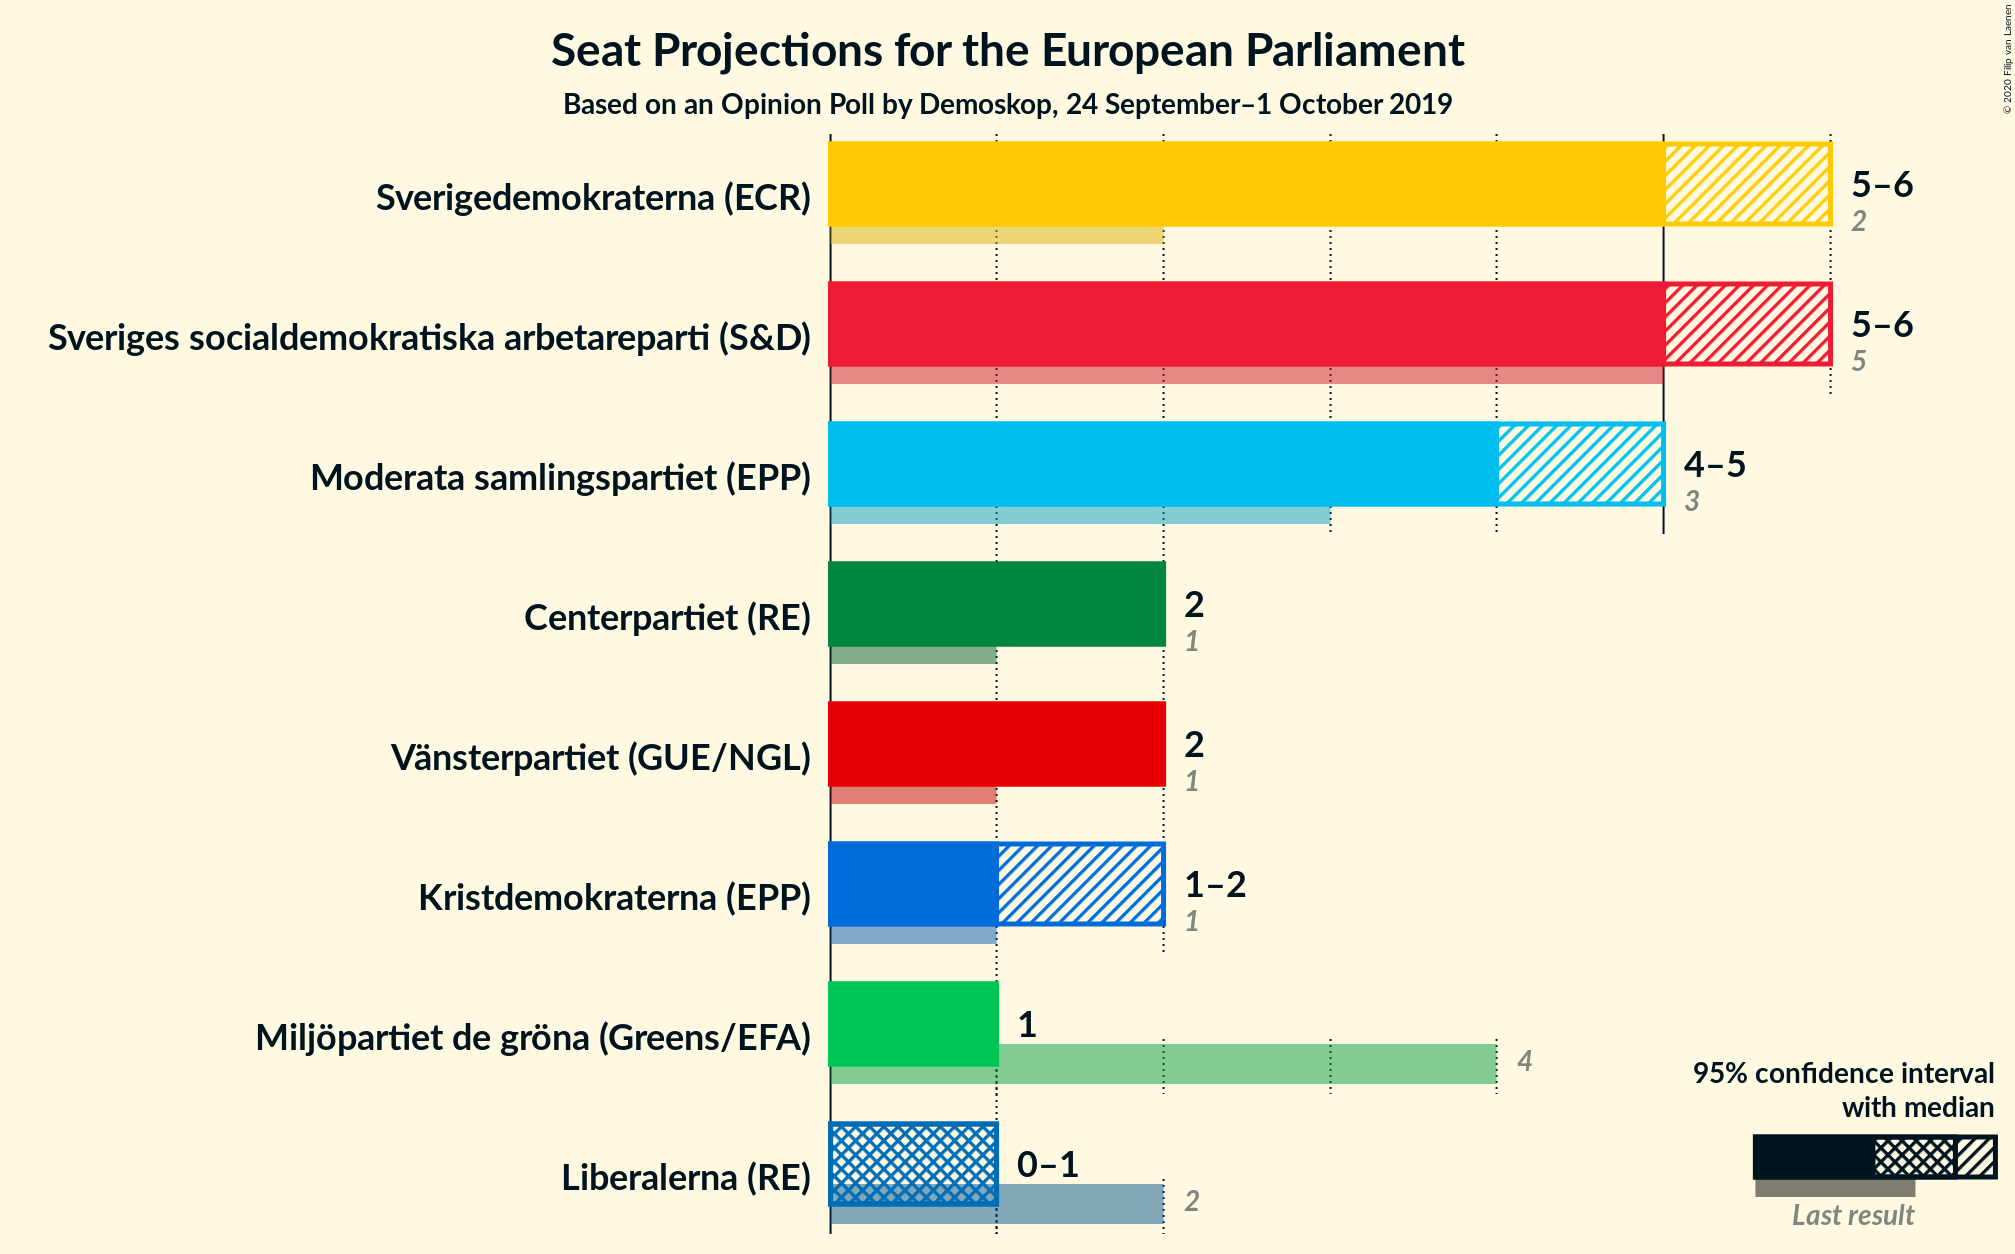 Seat Projections for the European Parliament
Based on an Opinion Poll by Demoskop, 24 September–1 October 2019
© 2020 Filip van Laenen
Sverigedemokraterna (ECR)
5–6
2
Sveriges socialdemokratiska arbetareparti (S&D)
5–6
5
Moderata samlingspartiet (EPP)
4–5
3
Centerpartiet (RE)
2
1
Vänsterpartiet (GUE/NGL)
2
1
Kristdemokraterna (EPP)
1–2
1
Miljöpartiet de gröna (Greens/EFA)
1
4
Liberalerna (RE)
0–1
2
95% confidence interval
with median
Last result